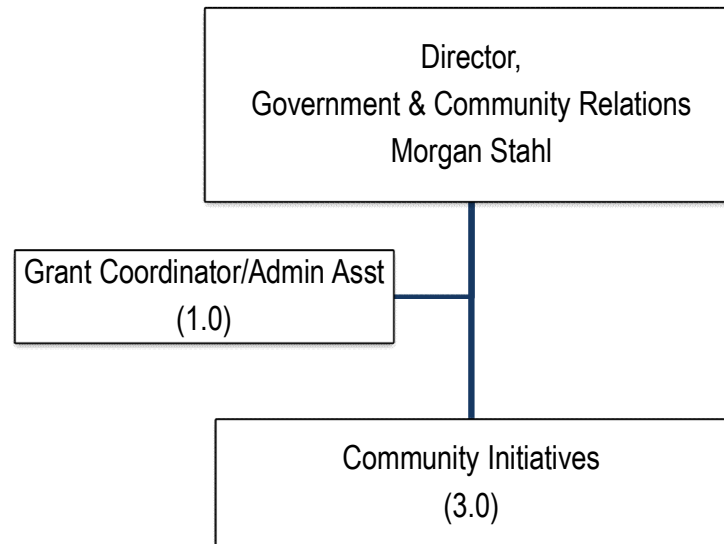 Director,
Government & Community Relations
Morgan Stahl
Grant Coordinator/Admin Asst
(1.0)
Community Initiatives
(3.0)